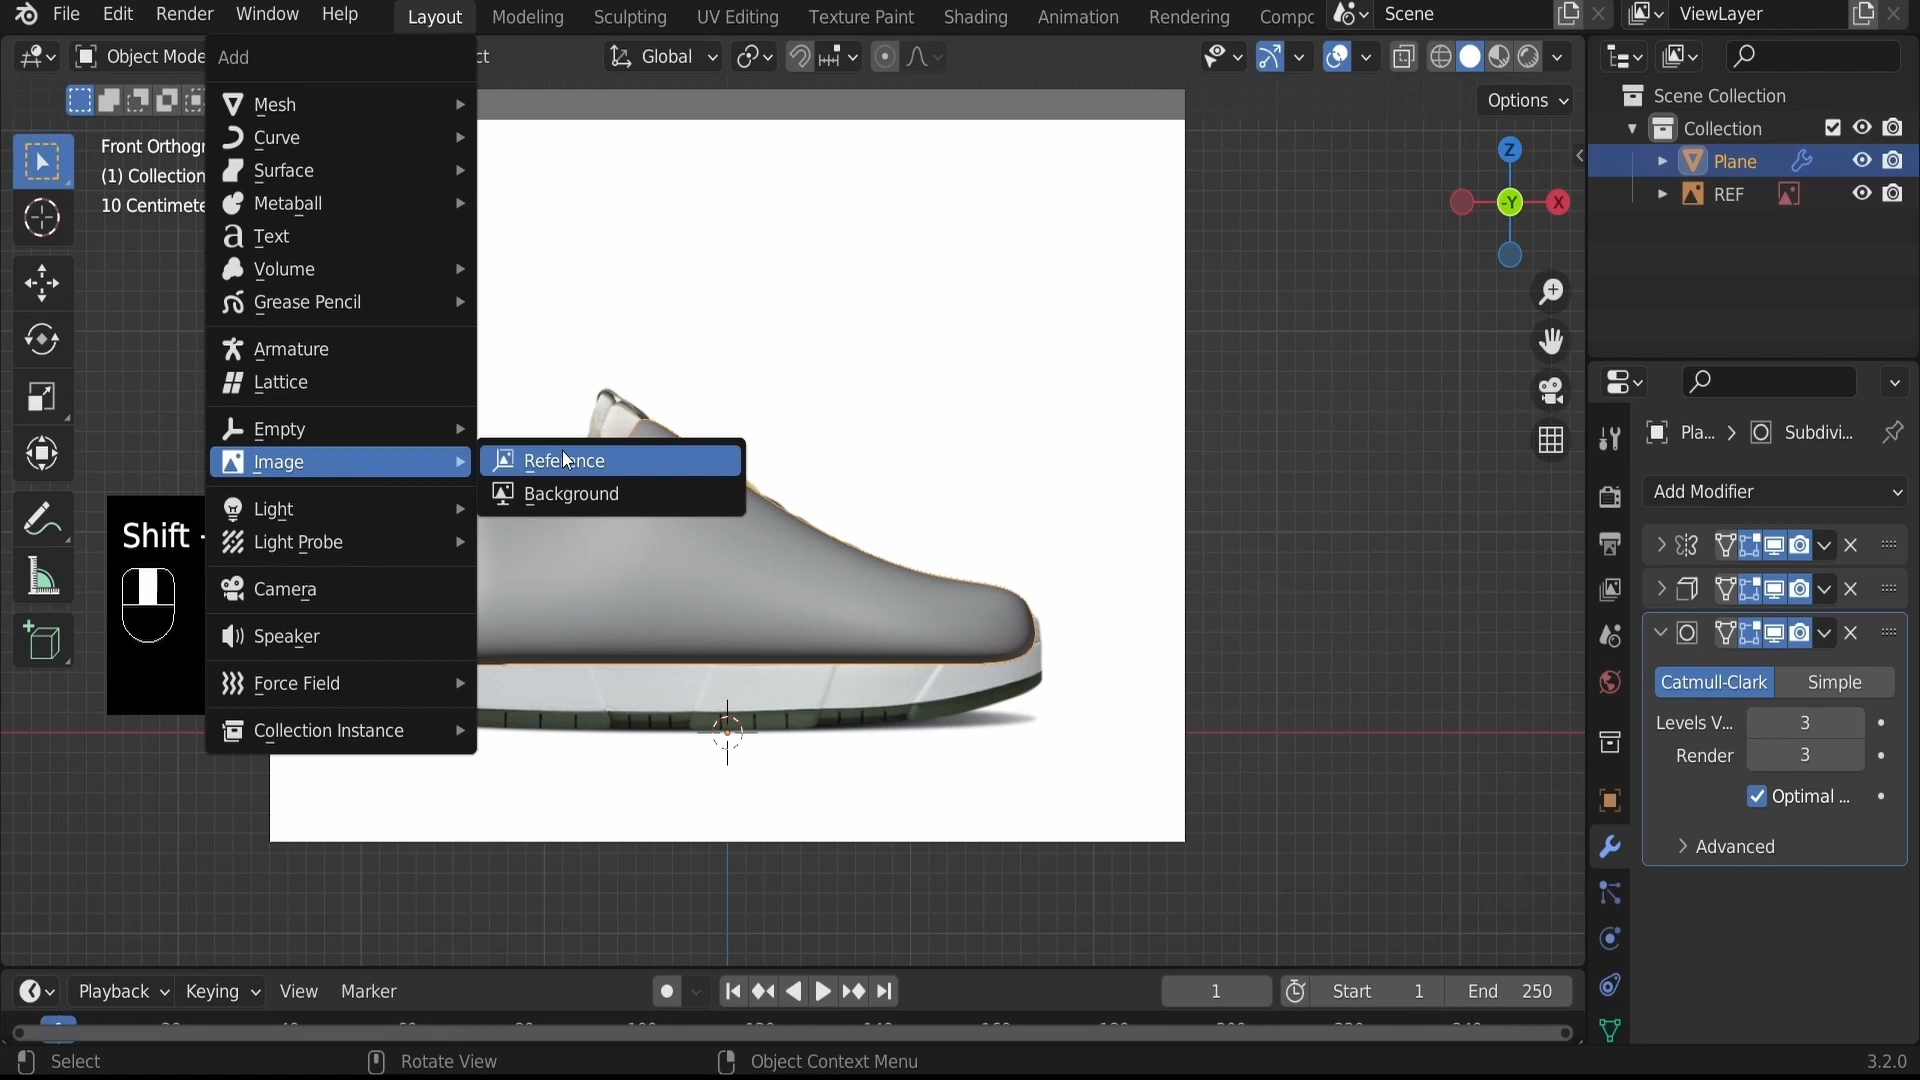 File Edit Render Window Help Layout Modeling Sculpting UV Editing Texture Paint Shading Animation Rendering Compc Scene ViewLayer
Object Mode ct Global
Add
Options
Mesh
Curve
Surface
Metaball
Text
Volume
Grease Pencil
Armature
Lattice
Empty
Image
Light
Light Probe
Camera
Speaker
Force Field
Collection Instance
Reference
Background
Front Orthogr
(1) Collection
10 Centimete
Shift -
Z
-Y
X
Scene Collection
Collection
Plane
REF
Pla... Subdivi...
Add Modifier
Catmull-Clark Simple
Levels V... 3
Render 3
Optimal ...
Advanced
Playback Keying View Marker 1 Start 1 End 250
Select Rotate View Object Context Menu 3.2.0